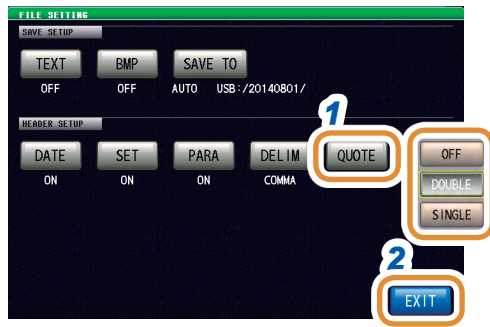 FILE SETTING
SAVE SETUP
TEXT BMP SAVE TO
OFF OFF AUTO USB:/20140801/
1
HEADER SETUP
DATE SET PARA DELIM QUOTE OFF
ON ON ON COMMA DOUBLE
SINGLE
2
EXIT